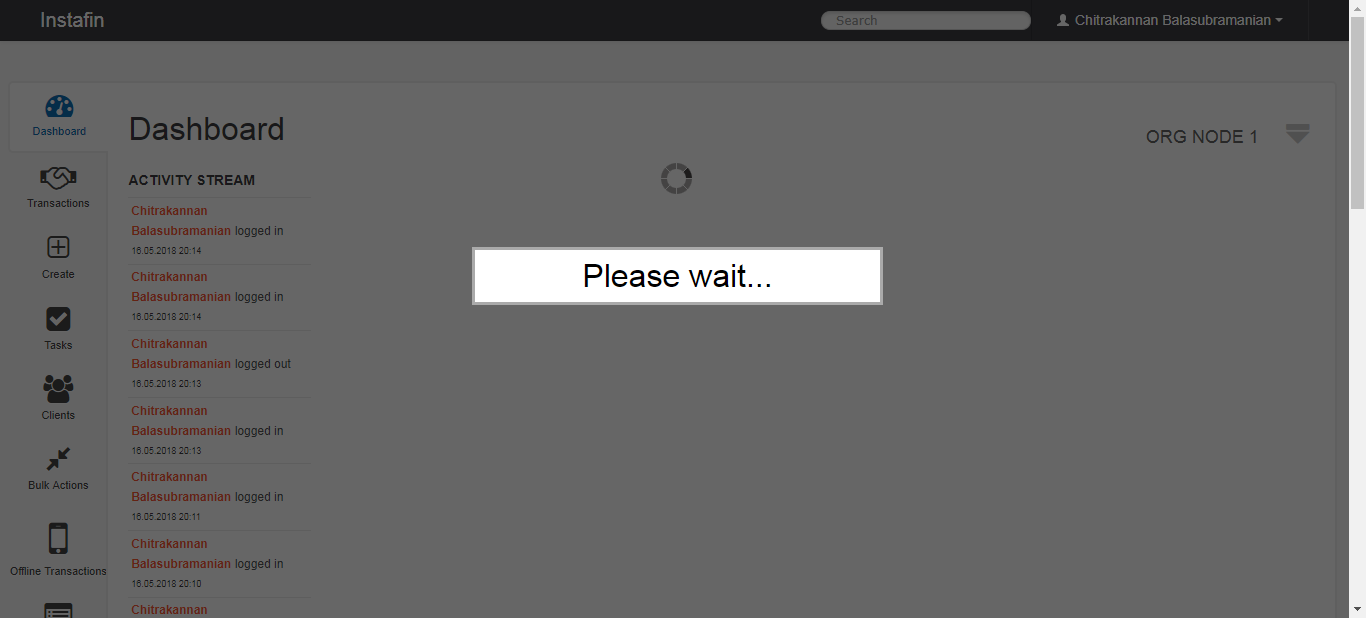 Instafin
Search
Chitrakannan Balasubramanian
Dashboard
Transactions
Create
Tasks
Clients
Bulk Actions
Offline Transactions
Dashboard
ORG NODE 1
ACTIVITY STREAM
Chitrakannan
Balasubramanian logged in
16.05.2018 20:14
Chitrakannan
Balasubramanian logged in
16.05.2018 20:14
Chitrakannan
Balasubramanian logged out
16.05.2018 20:13
Chitrakannan
Balasubramanian logged in
16.05.2018 20:13
Chitrakannan
Balasubramanian logged in
16.05.2018 20:11
Chitrakannan
Balasubramanian logged in
16.05.2018 20:10
Chitrakannan
Please wait...